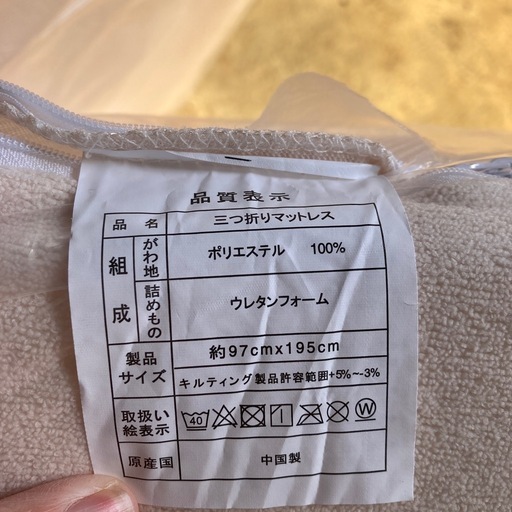 品質表示
品名 三つ折りマットレス
組成 がわ地 ポリエステル 100%
詰めもの ウレタンフォーム
製品サイズ 約97cmx195cm
キルティング製品許容範囲+5%~-3%
取扱い絵表示 40 W
原産国 中国製